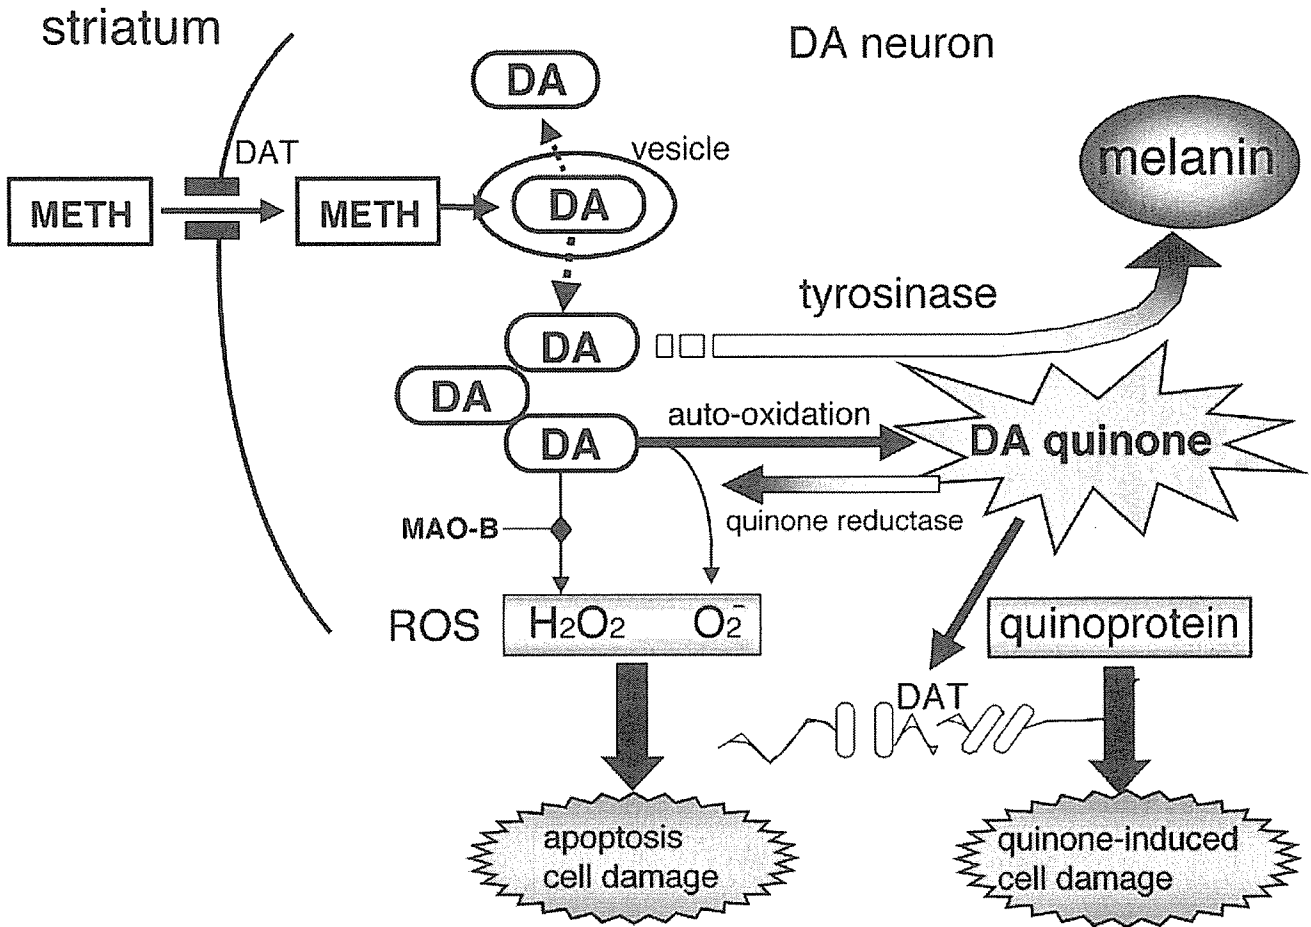 striatum
DA neuron
DA
DAT
vesicle
melanin
METH
METH
DA
tyrosinase
DA
DA
auto-oxidation
DA quinone
DA
quinone reductase
MAO-B
ROS
H2O2
O2-
quinoprotein
DAT
apoptosis
cell damage
quinone-induced
cell damage